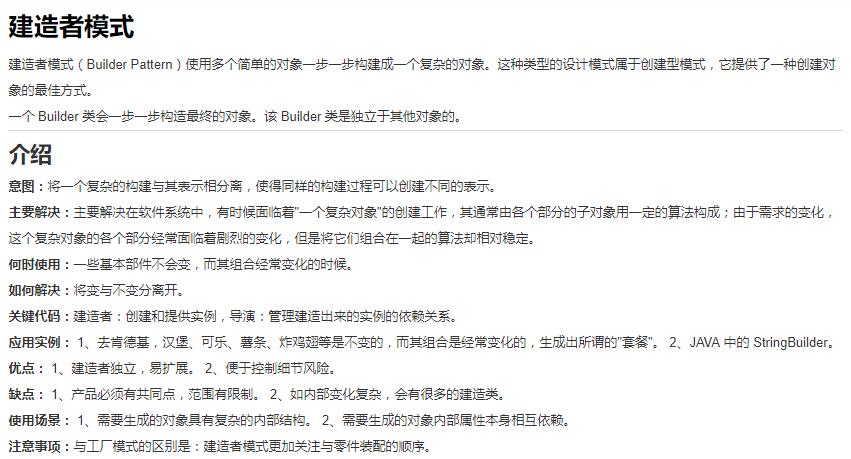 建造者模式
建造者模式（Builder Pattern）使用多个简单的对象一步一步构建成一个复杂的对象。这种类型的设计模式属于创建型模式，它提供了一种创建对
象的最佳方式。
一个 Builder 类会一步一步构造最终的对象。该 Builder 类是独立于其他对象的。
介绍
意图：将一个复杂的构建与其表示相分离，使得同样的构建过程可以创建不同的表示。
主要解决：主要解决在软件系统中，有时候面临着"一个复杂对象"的创建工作，其通常由各个部分的子对象用一定的算法构成；由于需求的变化，
这个复杂对象的各个部分经常面临着剧烈的变化，但是将它们组合在一起的算法却相对稳定。
何时使用：一些基本部件不会变，而其组合经常变化的时候。
如何解决：将变与不变分离开。
关键代码：建造者：创建和提供实例，导演：管理建造出来的实例的依赖关系。
应用实例： 1、去肯德基，汉堡、可乐、薯条、炸鸡翅等是不变的，而其组合是经常变化的，生成出所谓的"套餐"。 2、JAVA 中的 StringBuilder。
优点： 1、建造者独立，易扩展。 2、便于控制细节风险。
缺点： 1、产品必须有共同点，范围有限制。 2、如内部变化复杂，会有很多的建造类。
使用场景： 1、需要生成的对象具有复杂的内部结构。 2、需要生成的对象内部属性本身相互依赖。
注意事项：与工厂模式的区别是：建造者模式更加关注与零件装配的顺序。